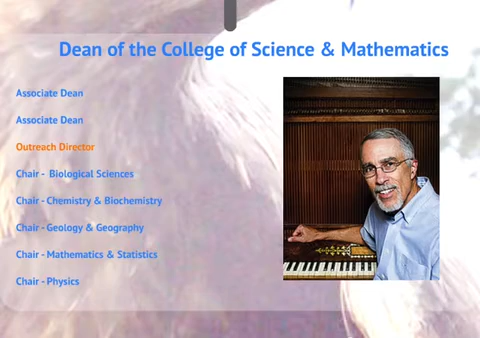 Dean of the College of Science & Mathematics
Associate Dean
Associate Dean
Outreach Director
Chair -  Biological Sciences
Chair - Chemistry & Biochemistry
Chair - Geology & Geography
Chair - Mathematics & Statistics
Chair - Physics